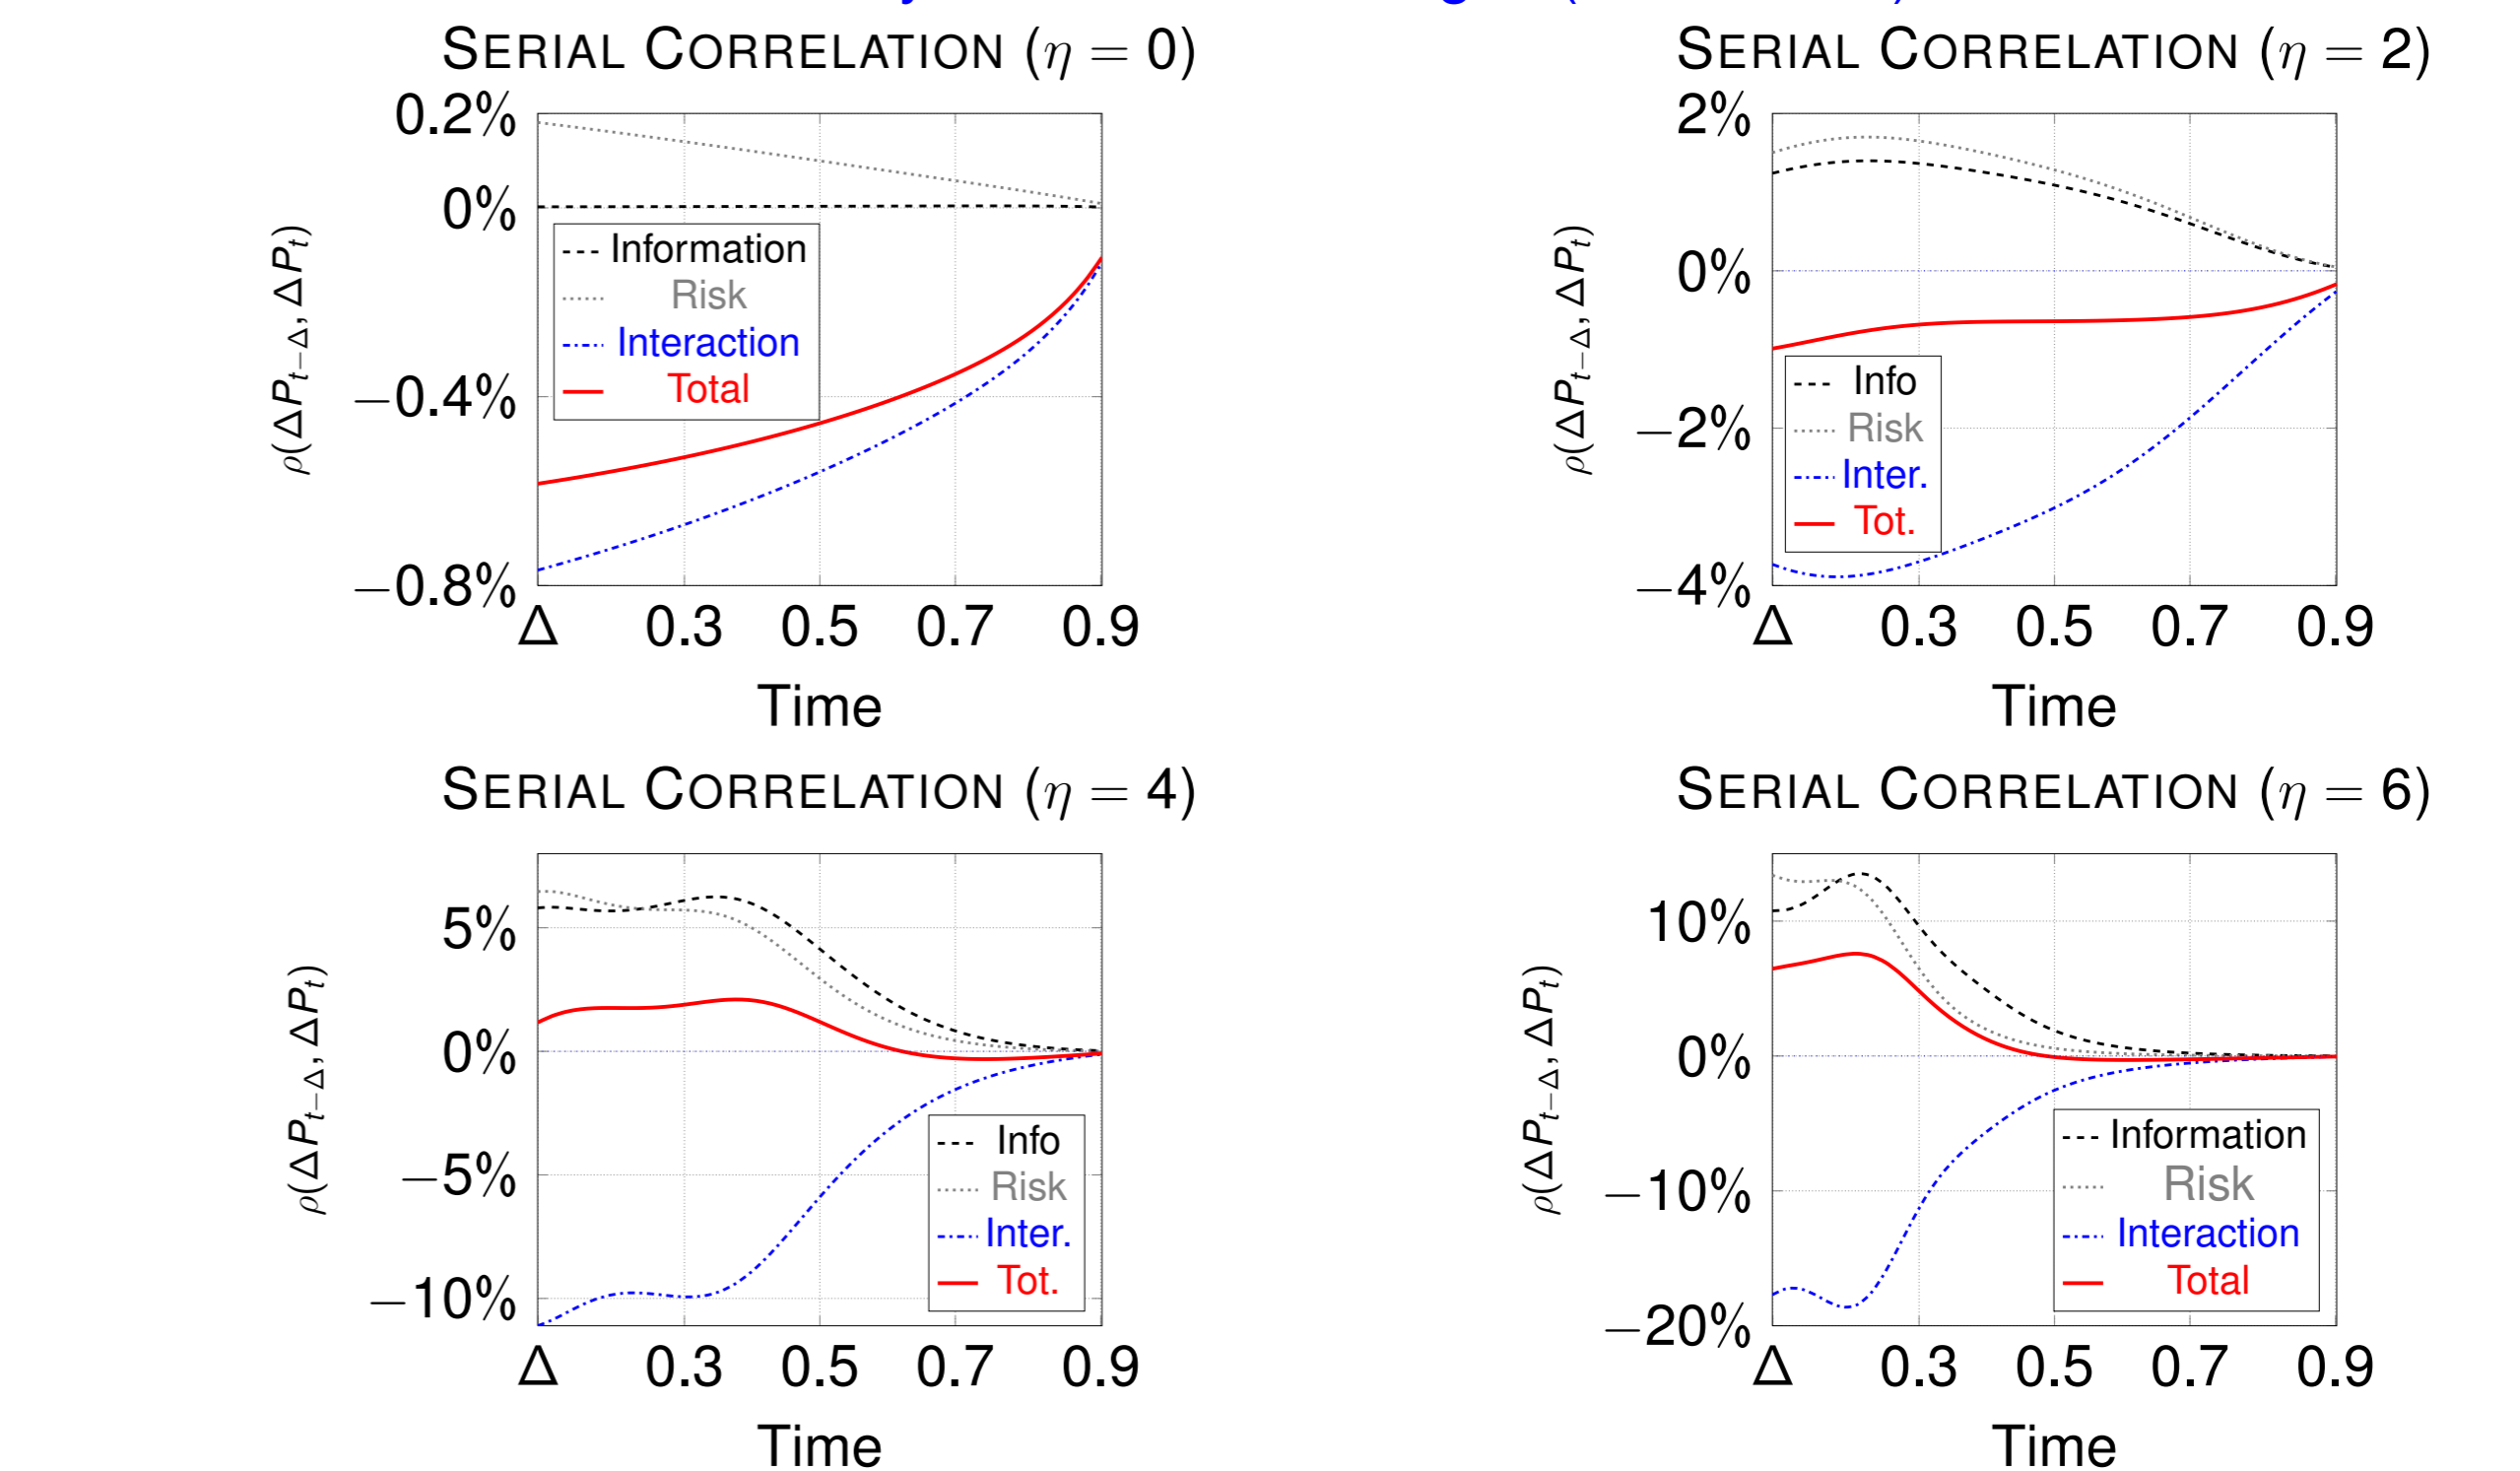 SERIAL CORRELATION (η = 0)
0.2%
0%
−0.4%
−0.8%
ρ(ΔP_{t−Δ}, ΔP_t)
Information
Risk
Interaction
Total
Δ 0.3 0.5 0.7 0.9
Time
SERIAL CORRELATION (η = 2)
2%
0%
−2%
−4%
ρ(ΔP_{t−Δ}, ΔP_t)
Info
Risk
Inter.
Tot.
Δ 0.3 0.5 0.7 0.9
Time
SERIAL CORRELATION (η = 4)
5%
0%
−5%
−10%
ρ(ΔP_{t−Δ}, ΔP_t)
Info
Risk
Inter.
Tot.
Δ 0.3 0.5 0.7 0.9
Time
SERIAL CORRELATION (η = 6)
10%
0%
−10%
−20%
ρ(ΔP_{t−Δ}, ΔP_t)
Information
Risk
Interaction
Total
Δ 0.3 0.5 0.7 0.9
Time